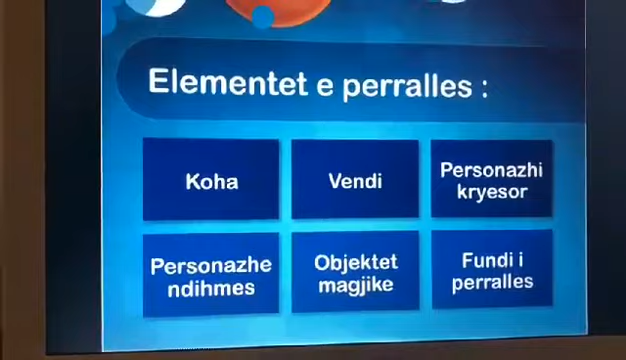 Elementet e perralles :
Koha
Vendi
Personazhi
kryesor
Personazhe
ndihmes
Objektet
magjike
Fundi i
perralles